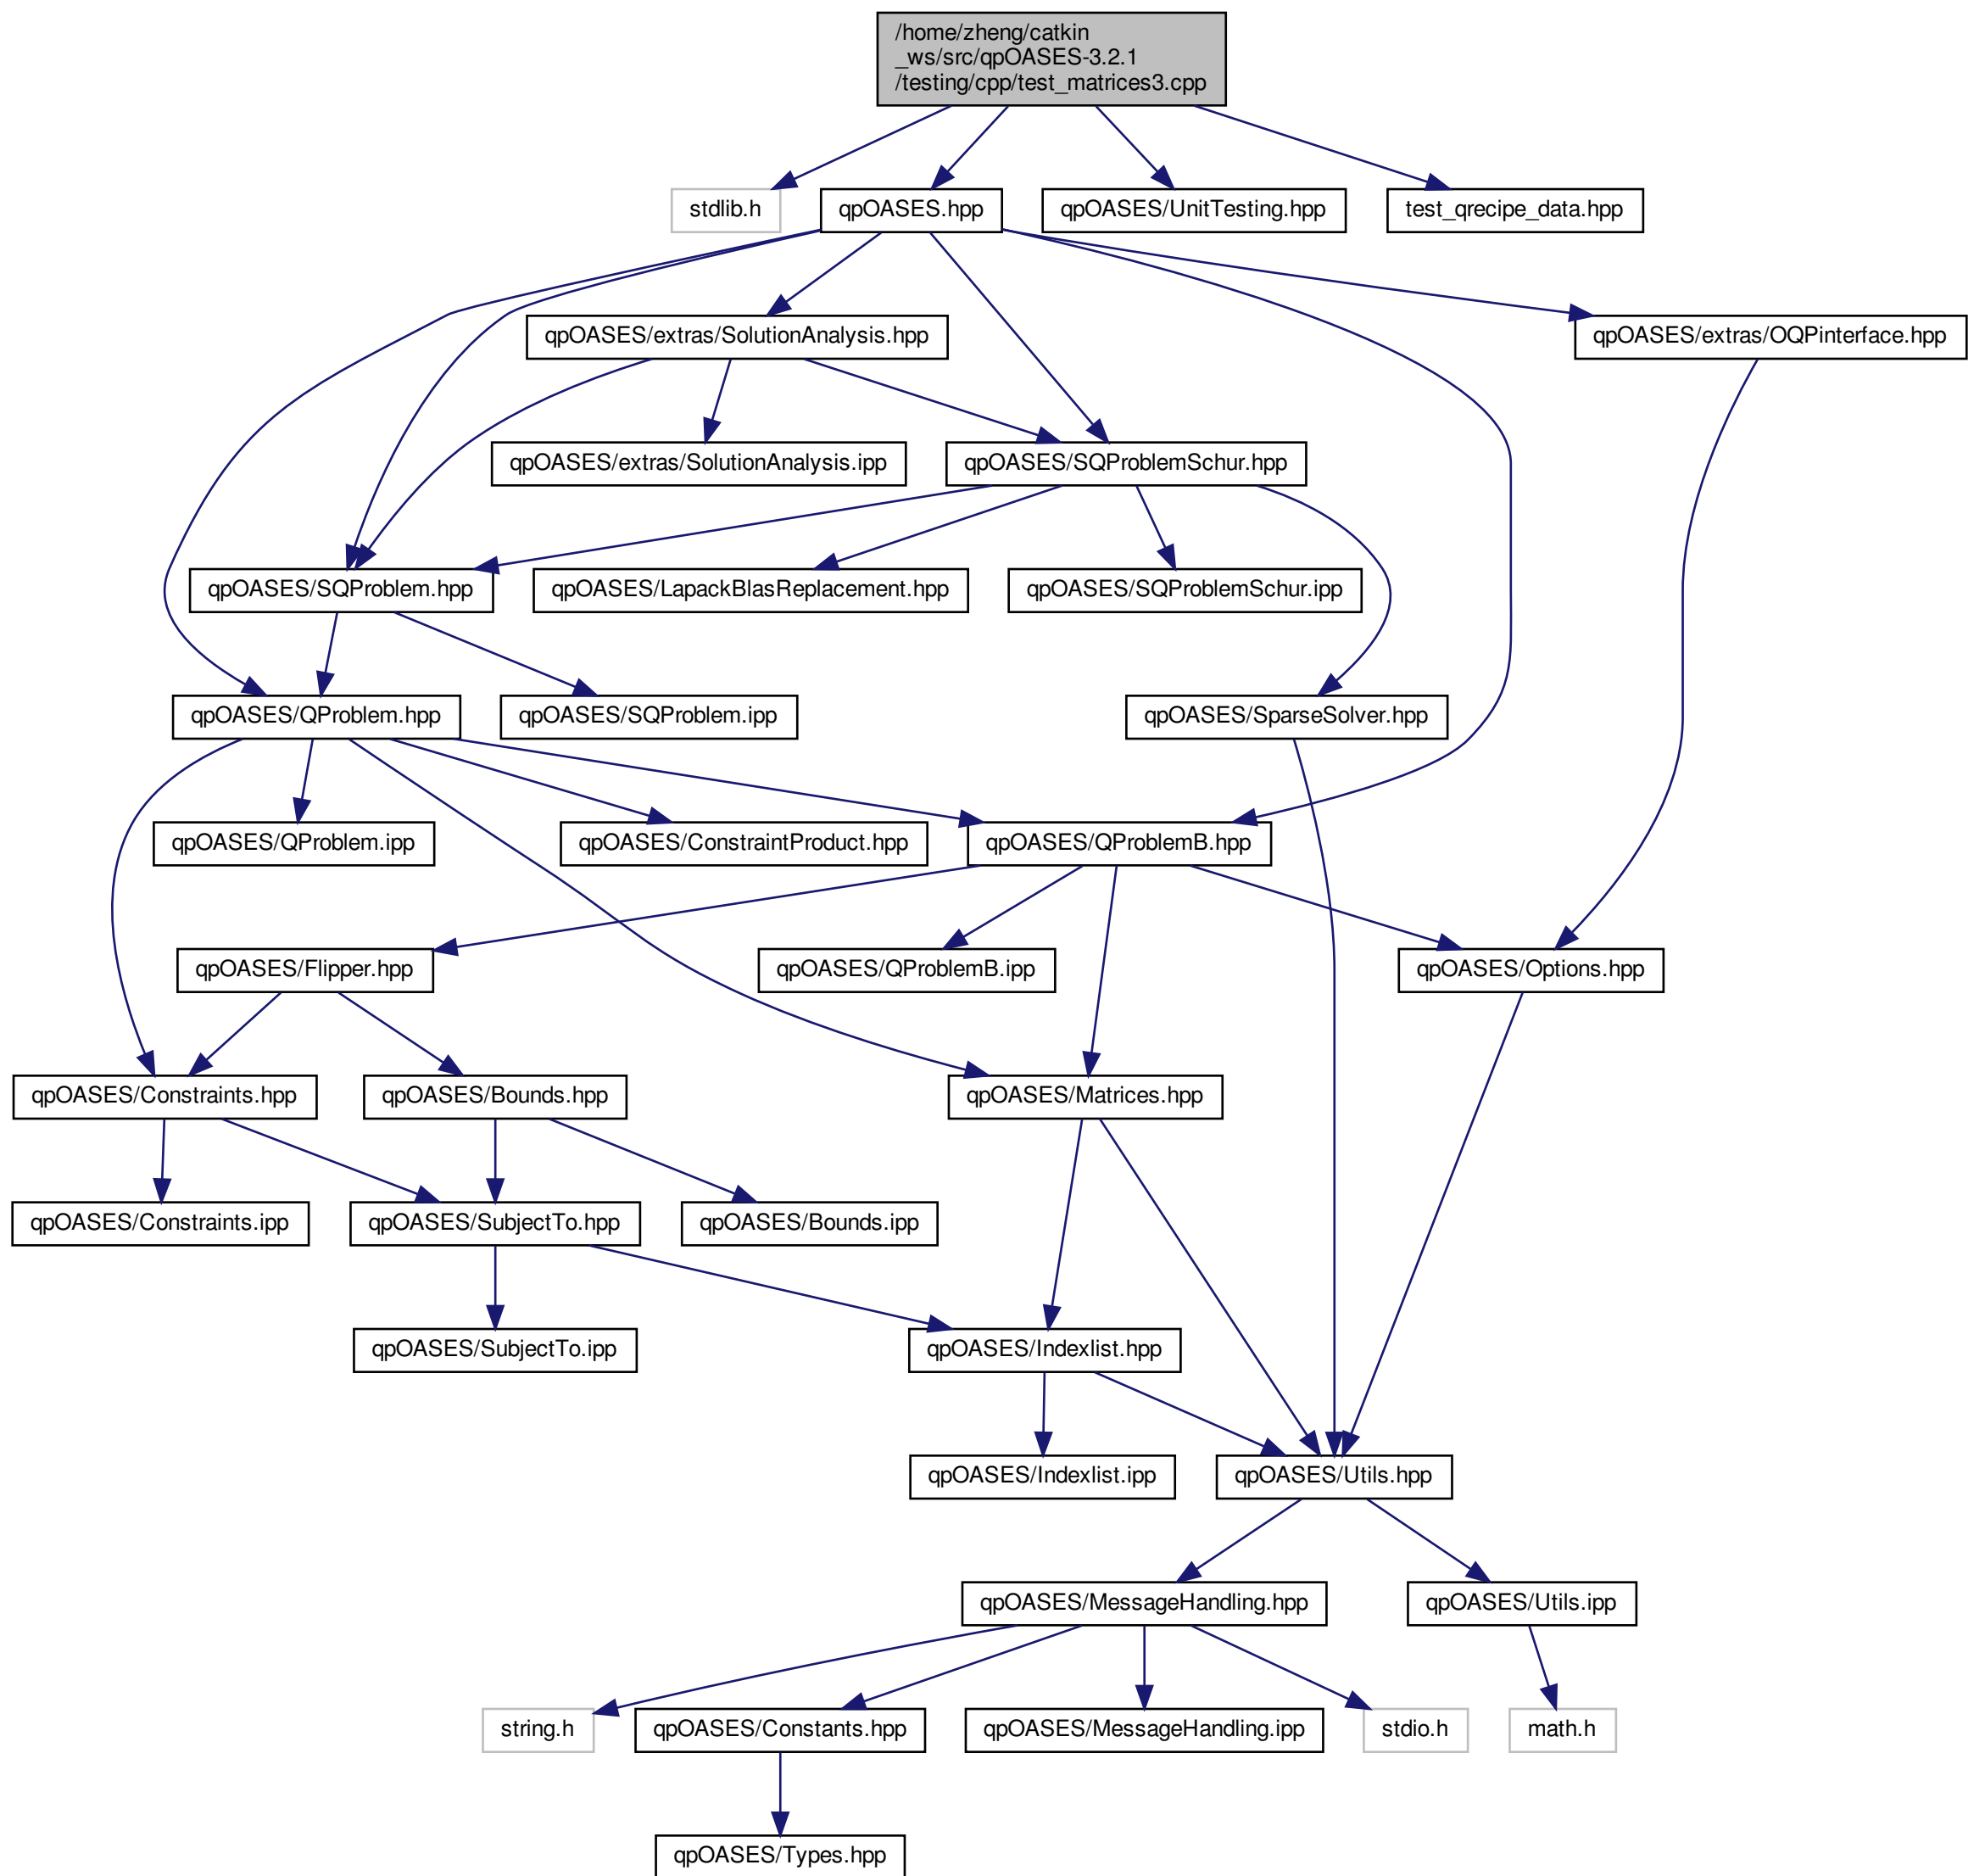 /home/zheng/catkin
_ws/src/qpOASES-3.2.1
/testing/cpp/test_matrices3.cpp
stdlib.h
qpOASES.hpp
qpOASES/UnitTesting.hpp
test_qrecipe_data.hpp
qpOASES/extras/SolutionAnalysis.hpp
qpOASES/extras/OQPinterface.hpp
qpOASES/extras/SolutionAnalysis.ipp
qpOASES/SQProblemSchur.hpp
qpOASES/SQProblem.hpp
qpOASES/LapackBlasReplacement.hpp
qpOASES/SQProblemSchur.ipp
qpOASES/QProblem.hpp
qpOASES/SQProblem.ipp
qpOASES/SparseSolver.hpp
qpOASES/QProblem.ipp
qpOASES/ConstraintProduct.hpp
qpOASES/QProblemB.hpp
qpOASES/Flipper.hpp
qpOASES/QProblemB.ipp
qpOASES/Options.hpp
qpOASES/Constraints.hpp
qpOASES/Bounds.hpp
qpOASES/Matrices.hpp
qpOASES/Constraints.ipp
qpOASES/SubjectTo.hpp
qpOASES/Bounds.ipp
qpOASES/SubjectTo.ipp
qpOASES/Indexlist.hpp
qpOASES/Indexlist.ipp
qpOASES/Utils.hpp
qpOASES/MessageHandling.hpp
qpOASES/Utils.ipp
string.h
qpOASES/Constants.hpp
qpOASES/MessageHandling.ipp
stdio.h
math.h
qpOASES/Types.hpp